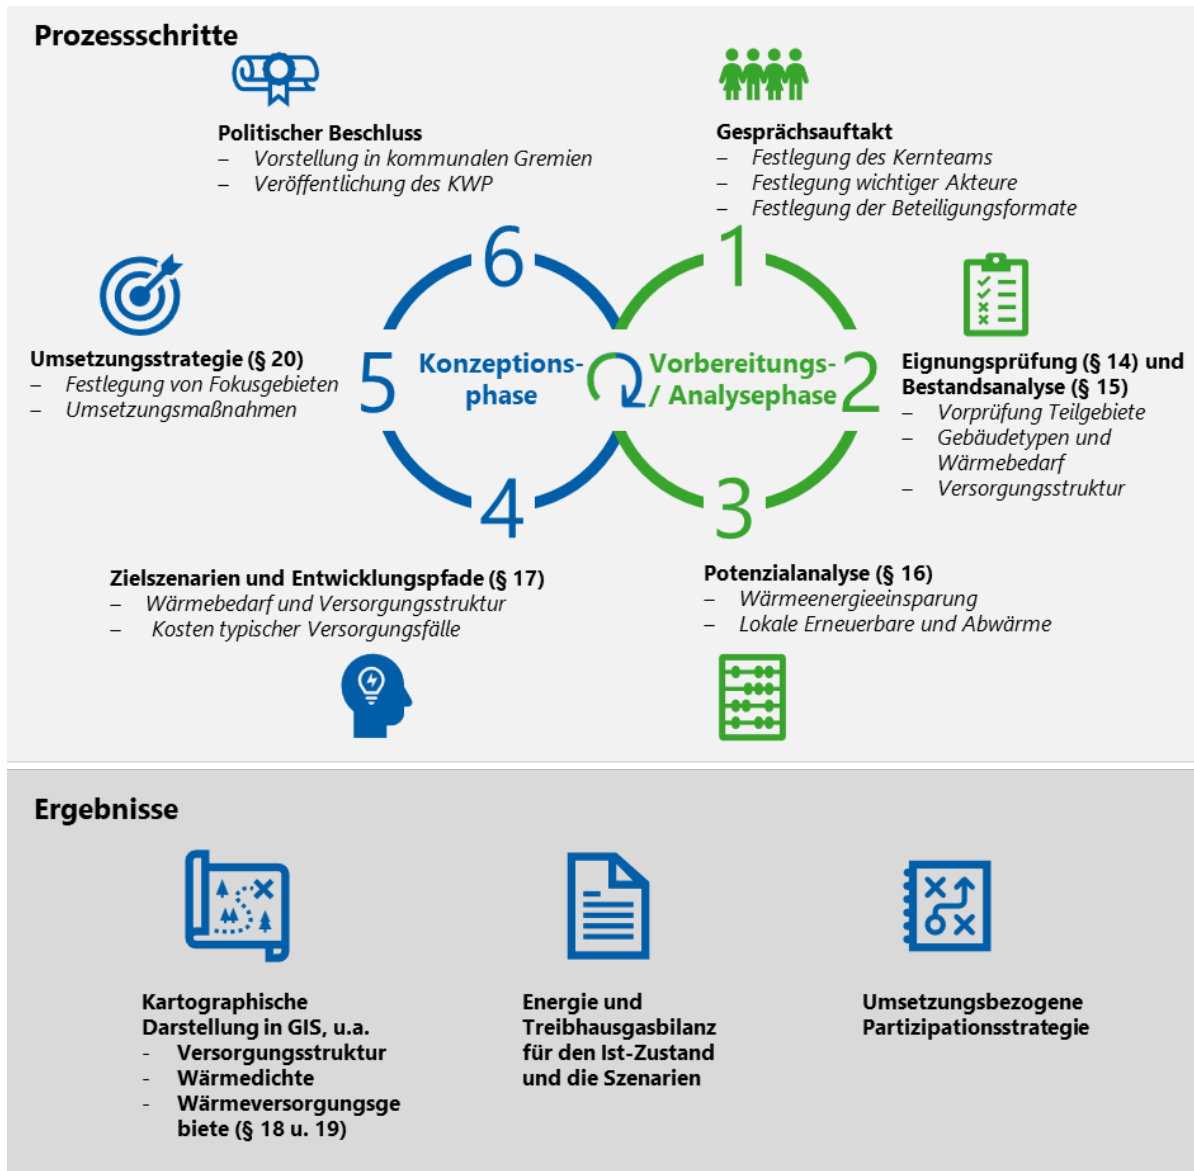 Prozessschritte
Politischer Beschluss
– Vorstellung in kommunalen Gremien
– Veröffentlichung des KWP
Gesprächsauftakt
– Festlegung des Kernteams
– Festlegung wichtiger Akteure
– Festlegung der Beteiligungsformate
6
1
Umsetzungsstrategie (§ 20)
– Festlegung von Fokusgebieten
– Umsetzungsmaßnahmen
5
Konzeptions-
phase
Vorbereitungs-
/ Analysephase
2
Eignungsprüfung (§ 14) und
Bestandsanalyse (§ 15)
– Vorprüfung Teilgebiete
– Gebäudetypen und
Wärmebedarf
– Versorgungsstruktur
4
3
Zielszenarien und Entwicklungspfade (§ 17)
– Wärmebedarf und Versorgungsstruktur
– Kosten typischer Versorgungsfälle
Potenzialanalyse (§ 16)
– Wärmeenergieeinsparung
– Lokale Erneuerbare und Abwärme
Ergebnisse
Kartographische
Darstellung in GIS, u.a.
- Versorgungsstruktur
- Wärmedichte
- Wärmeversorgungsge
biete (§ 18 u. 19)
Energie und
Treibhausgasbilanz
für den Ist-Zustand
und die Szenarien
Umsetzungsbezogene
Partizipationsstrategie